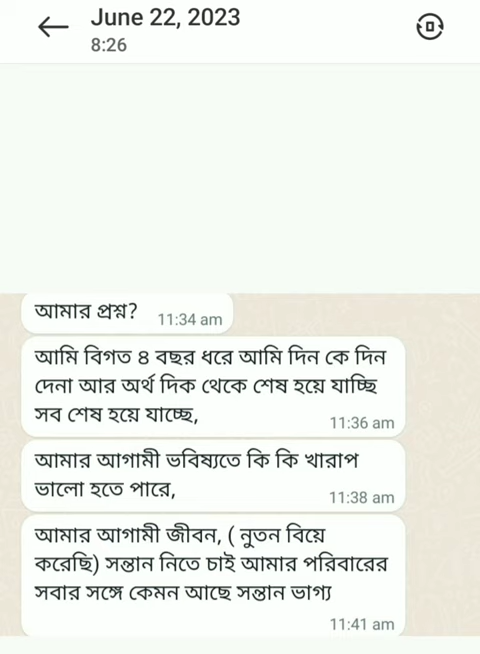 June 22, 2023
8:26
আমার প্রশ্ন?
11:34 am
আমি বিগত ৪ বছর ধরে আমি দিন কে দিন
দেনা আর অর্থ দিক থেকে শেষ হয়ে যাচ্ছি
সব শেষ হয়ে যাচ্ছে,
11:36 am
আমার আগামী ভবিষ্যতে কি কি খারাপ
ভালো হতে পারে,
11:38 am
আমার আগামী জীবন, ( নুতন বিয়ে
করেছি) সন্তান নিতে চাই আমার পরিবারের
সবার সঙ্গে কেমন আছে সন্তান ভাগ্য
11:41 am